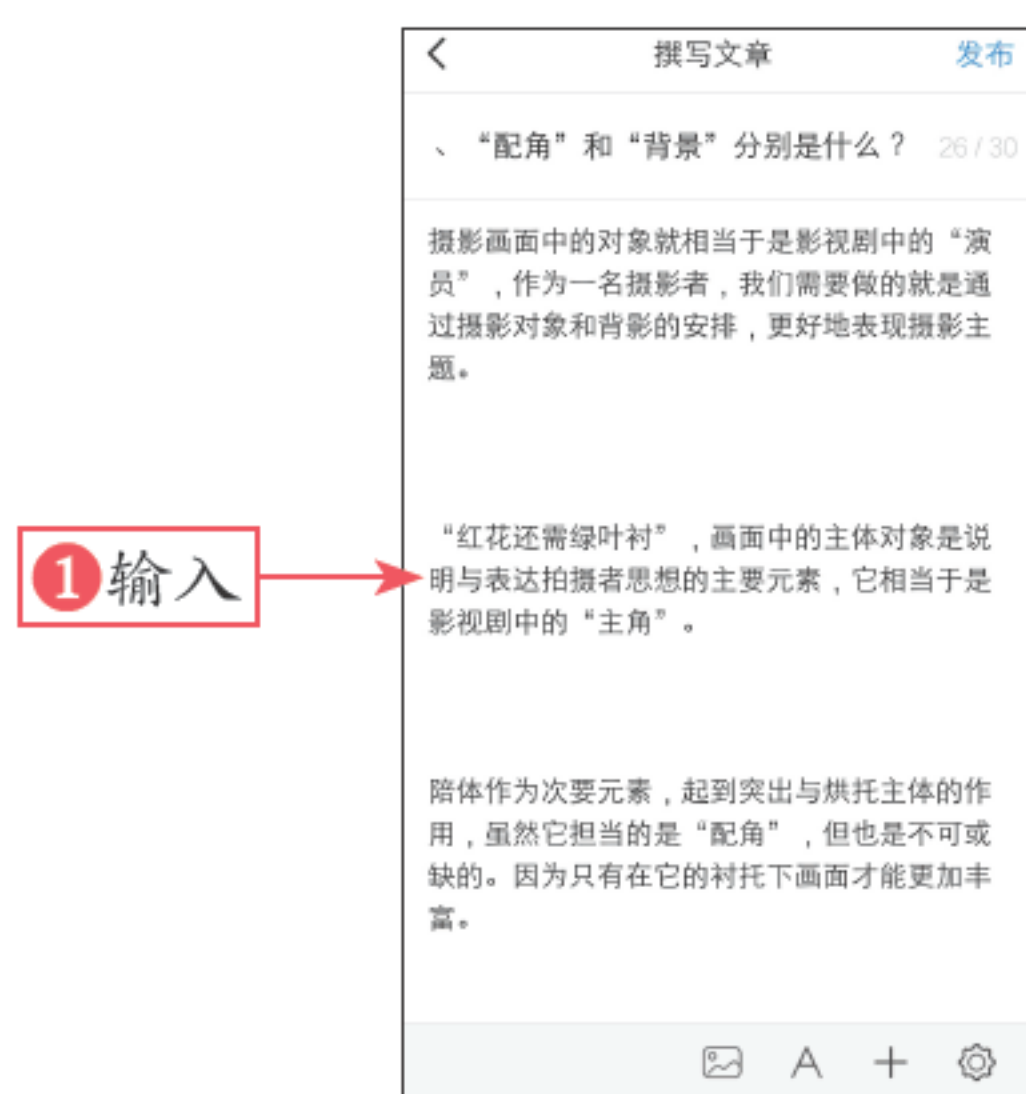 撰写文章
发布
、“配角”和“背景”分别是什么？ 26/30
摄影画面中的对象就相当于是影视剧中的“演
员”，作为一名摄影者，我们需要做的就是通
过摄影对象和背影的安排，更好地表现摄影主
题。
❶输入
“红花还需绿叶衬”，画面中的主体对象是说
明与表达拍摄者思想的主要元素，它相当于是
影视剧中的“主角”。
陪体作为次要元素，起到突出与烘托主体的作
用，虽然它担当的是“配角”，但也是不可或
缺的。因为只有在它的衬托下画面才能更加丰
富。
A